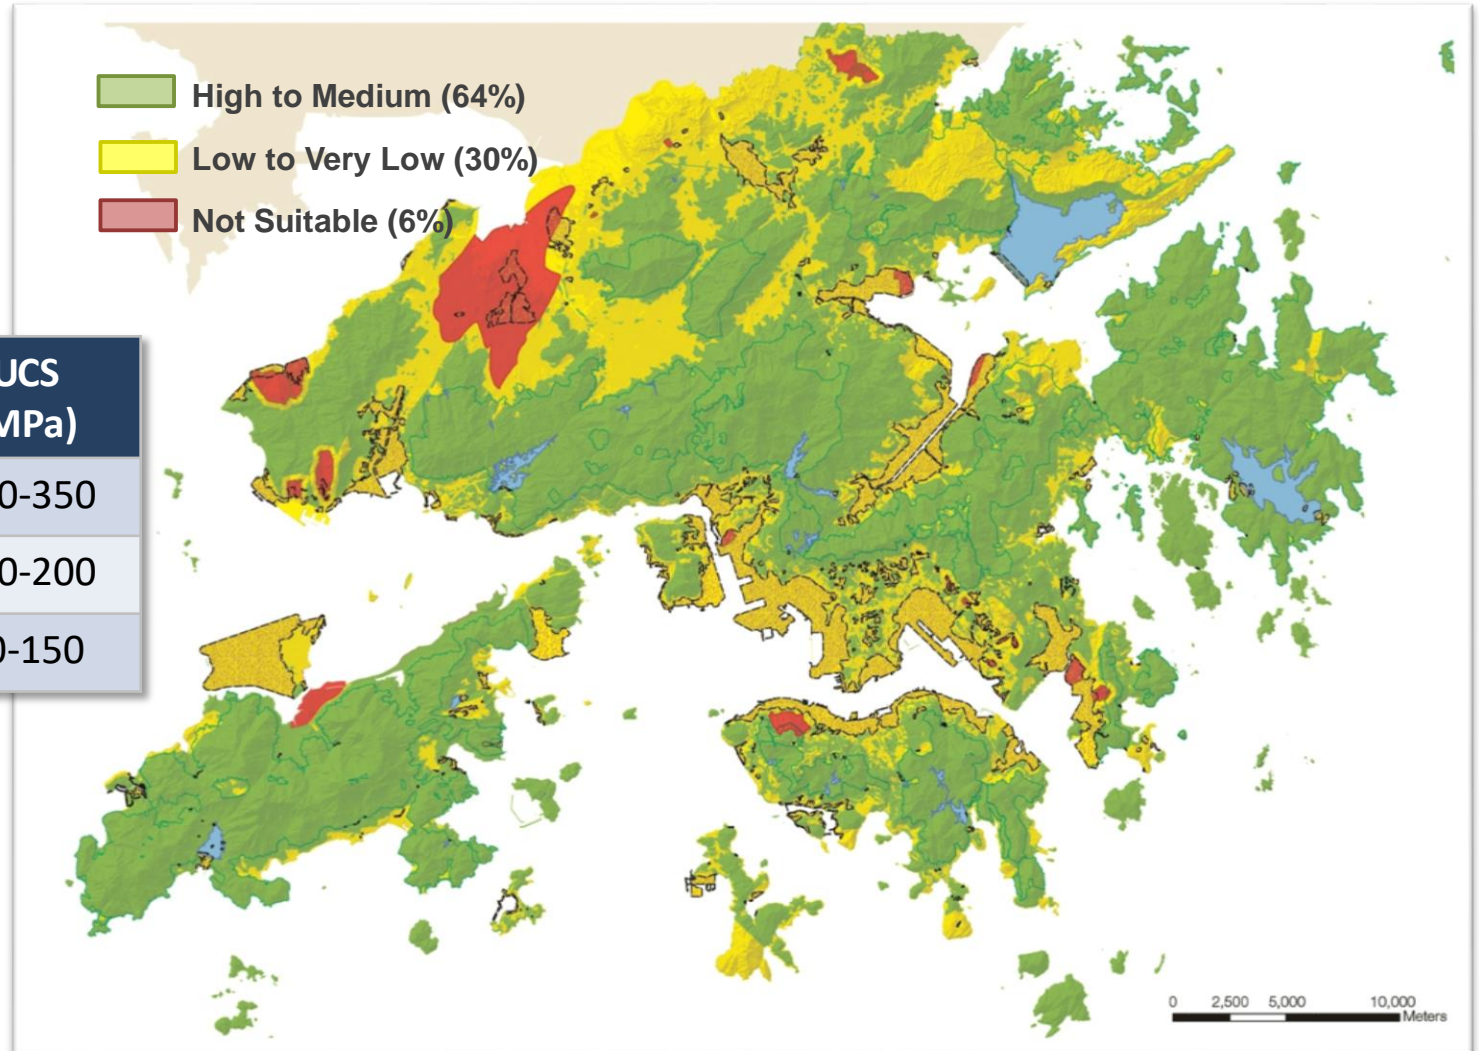 High to Medium (64%)
Low to Very Low (30%)
Not Suitable (6%)
UCS
MPa)
0-350
0-200
0-150
0 2,500 5,000 10,000
Meters